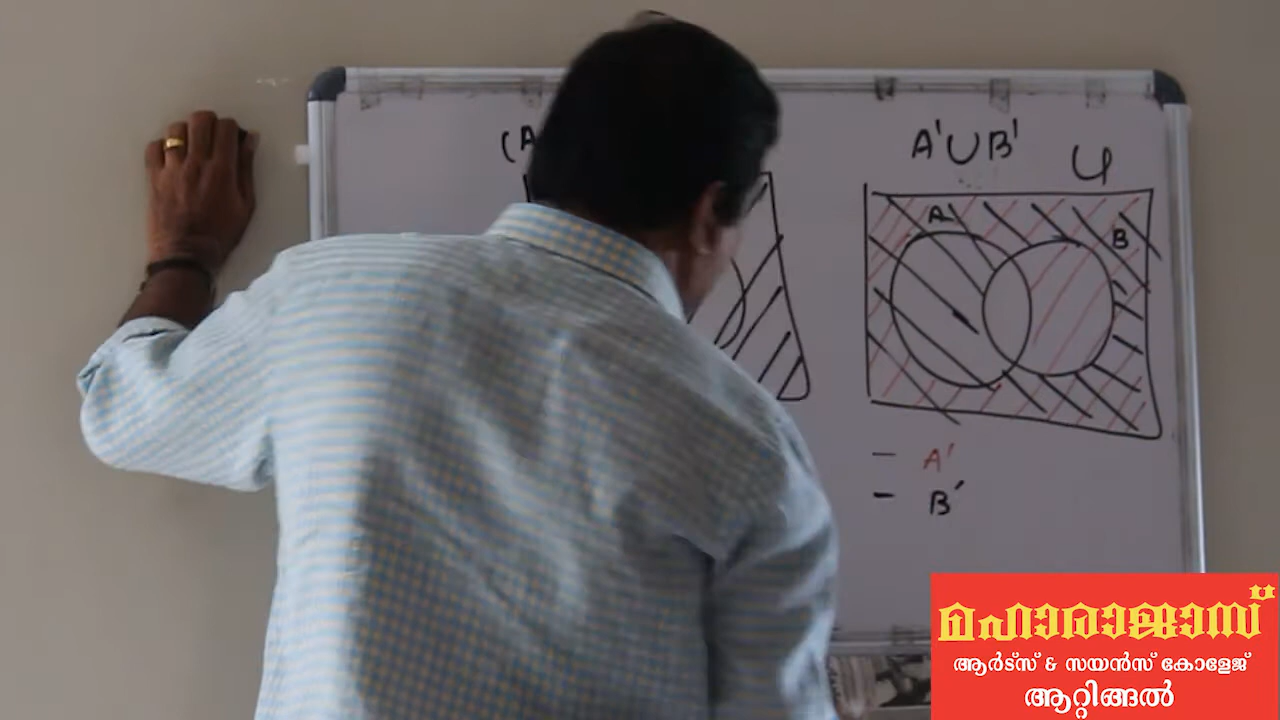 (A
A'∪B'
U
A
B
— A'
— B'
മഹാരാജാസ്
ആർട്സ് & സയൻസ് കോളേജ്
ആറ്റിങ്ങൽ